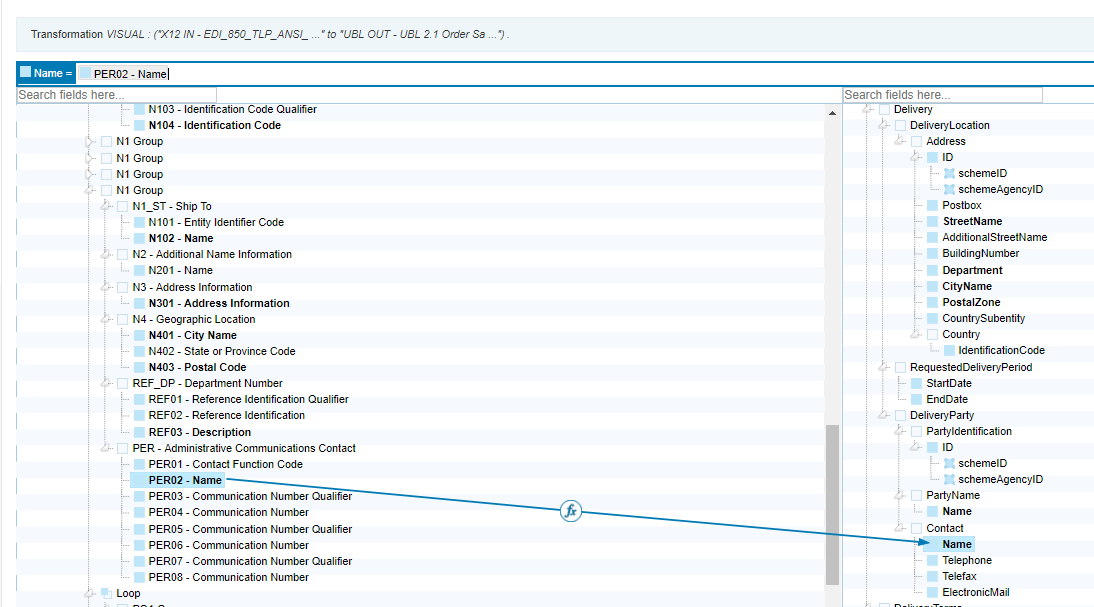 Transformation VISUAL : ("X12 IN - EDI_850_TLP_ANSI_ ..." to "UBL OUT - UBL 2.1 Order Sa ...") .
Name = PER02 - Name
Search fields here...
N103 - Identification Code Qualifier
N104 - Identification Code
N1 Group
N1 Group
N1 Group
N1 Group
N1_ST - Ship To
N101 - Entity Identifier Code
N102 - Name
N2 - Additional Name Information
N201 - Name
N3 - Address Information
N301 - Address Information
N4 - Geographic Location
N401 - City Name
N402 - State or Province Code
N403 - Postal Code
REF_DP - Department Number
REF01 - Reference Identification Qualifier
REF02 - Reference Identification
REF03 - Description
PER - Administrative Communications Contact
PER01 - Contact Function Code
PER02 - Name
PER03 - Communication Number Qualifier
PER04 - Communication Number
PER05 - Communication Number Qualifier
PER06 - Communication Number
PER07 - Communication Number Qualifier
PER08 - Communication Number
Loop
fx
Search fields here...
Delivery
DeliveryLocation
Address
ID
schemeID
schemeAgencyID
Postbox
StreetName
AdditionalStreetName
BuildingNumber
Department
CityName
PostalZone
CountrySubentity
Country
IdentificationCode
RequestedDeliveryPeriod
StartDate
EndDate
DeliveryParty
PartyIdentification
ID
schemeID
schemeAgencyID
PartyName
Name
Contact
Name
Telephone
Telefax
ElectronicMail
DeliveryTerms